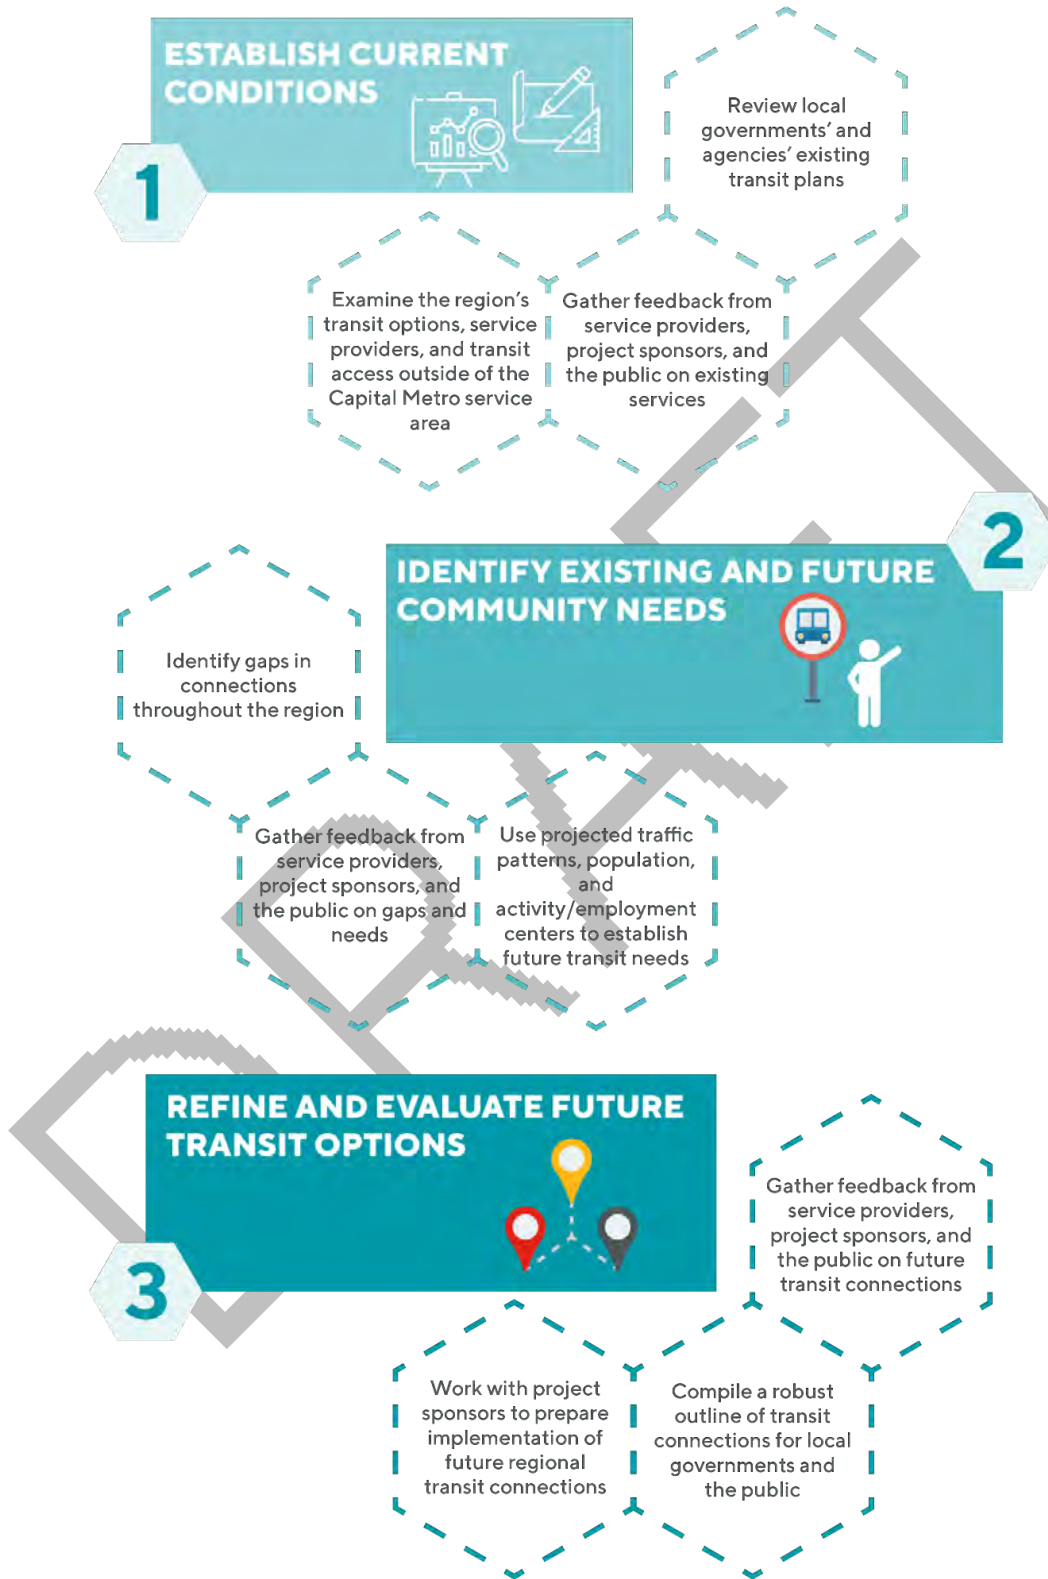 ESTABLISH CURRENT
CONDITIONS
1
Review local
governments’ and
agencies’ existing
transit plans
Examine the region’s
transit options, service
providers, and transit
access outside of the
Capital Metro service
area
Gather feedback from
service providers,
project sponsors, and
the public on existing
services
2
IDENTIFY EXISTING AND FUTURE
COMMUNITY NEEDS
Identify gaps in
connections
throughout the region
Gather feedback from
service providers,
project sponsors, and
the public on gaps and
needs
Use projected traffic
patterns, population,
and
activity/employment
centers to establish
future transit needs
REFINE AND EVALUATE FUTURE
TRANSIT OPTIONS
3
Gather feedback from
service providers,
project sponsors, and
the public on future
transit connections
Work with project
sponsors to prepare
implementation of
future regional
transit connections
Compile a robust
outline of transit
connections for local
governments and
the public
DRAFT